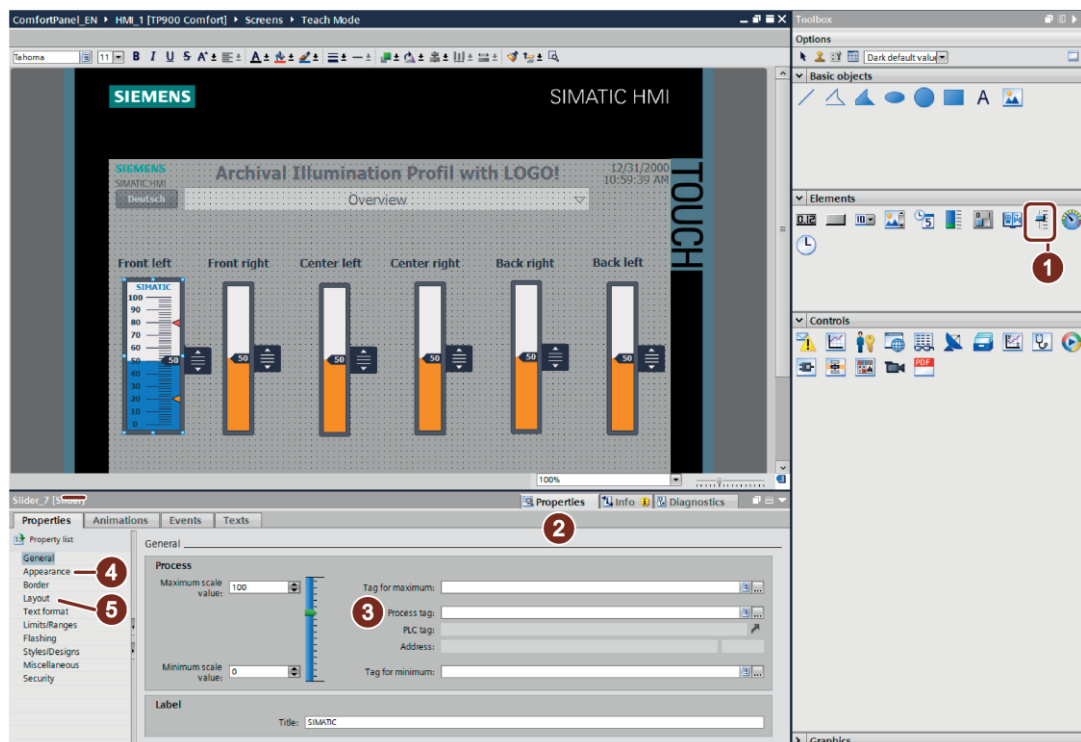 ComfortPanel_EN ▸ HMI_1 [TP900 Comfort] ▸ Screens ▸ Teach Mode
Toolbox
Options
Tahoma 11 B I U S A
Dark default valu
Basic objects
A
SIEMENS SIMATIC HMI
SIEMENS
SIMATIC HMI
Archival Illumination Profil with LOGO!
12/31/2000
10:59:39 AM
Deutsch
Overview
TOUCH
Elements
0.12 10 5
1
Front left Front right Center left Center right Back right Back left
SIMATIC
100
90
80
70
60
50 50 50 50 50 50 50
40
30
20
10
0
Controls
PDF
100%
Slider_7 [Slider]
Properties Info Diagnostics
2
Properties Animations Events Texts
Property list
General
Appearance
4
Border
Layout
5
Text format
Limits/Ranges
Flashing
Styles/Designs
Miscellaneous
Security
General
Process
Maximum scale
value: 100
Tag for maximum:
3
Process tag:
PLC tag:
Address:
Minimum scale
value: 0
Tag for minimum:
Label
Title: SIMATIC
Graphics